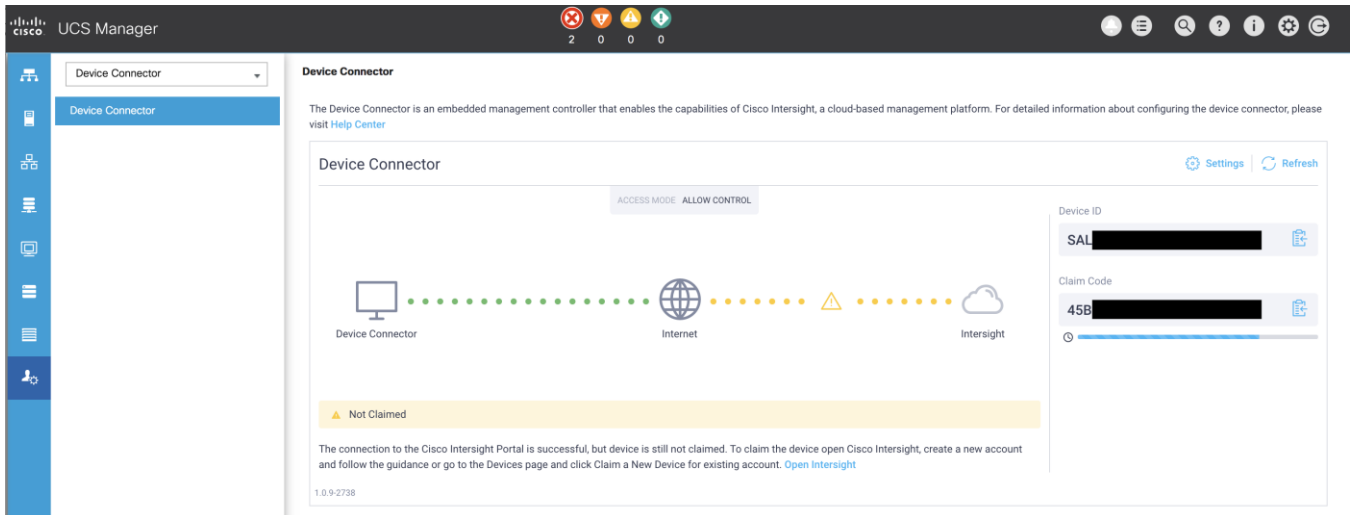 cisco
UCS Manager
2 0 0 0
Device Connector
Device Connector
Device Connector
The Device Connector is an embedded management controller that enables the capabilities of Cisco Intersight, a cloud-based management platform. For detailed information about configuring the device connector, please
visit Help Center
Device Connector
Settings
Refresh
ACCESS MODE ALLOW CONTROL
Device Connector
Internet
Intersight
Not Claimed
The connection to the Cisco Intersight Portal is successful, but device is still not claimed. To claim the device open Cisco Intersight, create a new account
and follow the guidance or go to the Devices page and click Claim a New Device for existing account. Open Intersight
1.0.9-2738
Device ID
SAL
Claim Code
45B